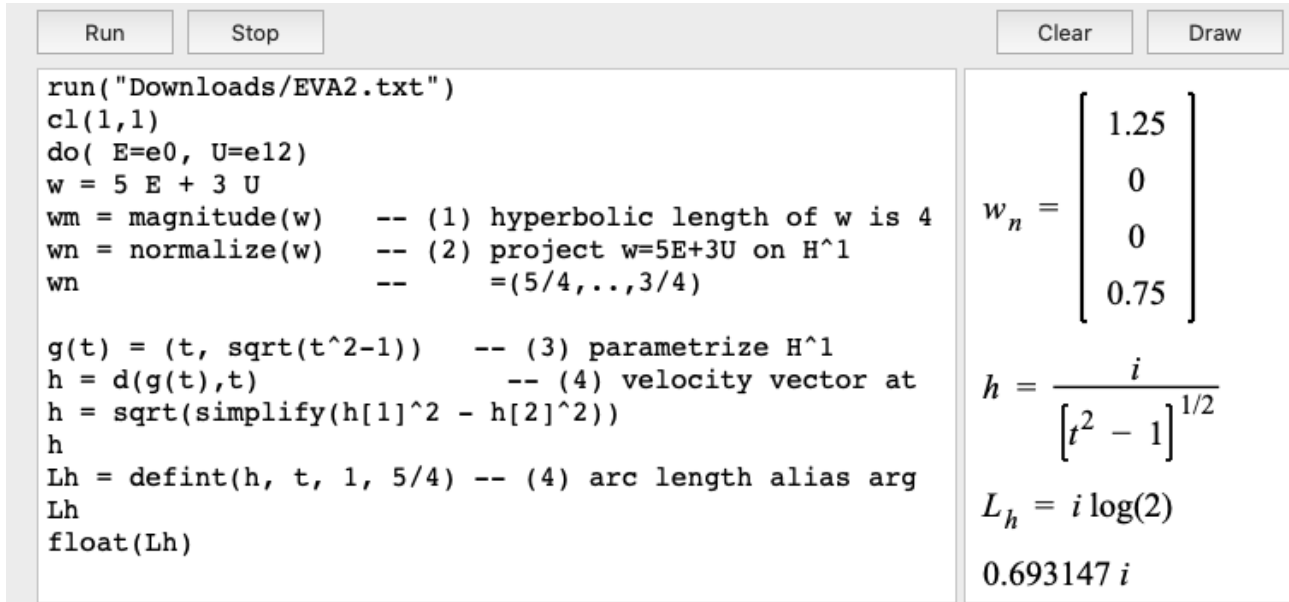 Run Stop Clear Draw
run("Downloads/EVA2.txt")
cl(1,1)
do( E=e0, U=e12)
w = 5 E + 3 U
wm = magnitude(w) -- (1) hyperbolic length of w is 4
wn = normalize(w) -- (2) project w=5E+3U on H^1
wn -- =(5/4,..,3/4)
g(t) = (t, sqrt(t^2-1)) -- (3) parametrize H^1
h = d(g(t),t) -- (4) velocity vector at
h = sqrt(simplify(h[1]^2 - h[2]^2))
h
Lh = defint(h, t, 1, 5/4) -- (4) arc length alias arg
Lh
float(Lh)
w_n = [1.25
0
0
0.75]
h = i / [t^2 − 1]^1/2
L_h = i log(2)
0.693147 i